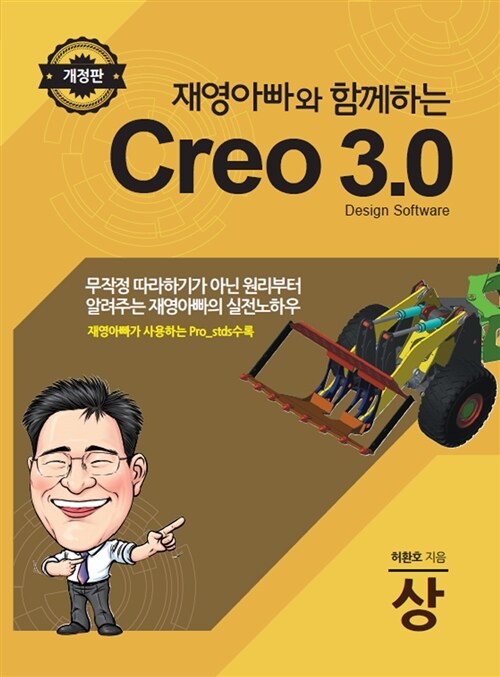 개정판
재영아빠와 함께하는
Creo 3.0
Design Software
무작정 따라하기가 아닌 원리부터
알려주는 재영아빠의 실전노하우
재영아빠가 사용하는 Pro_stds수록
허환호 지음
상